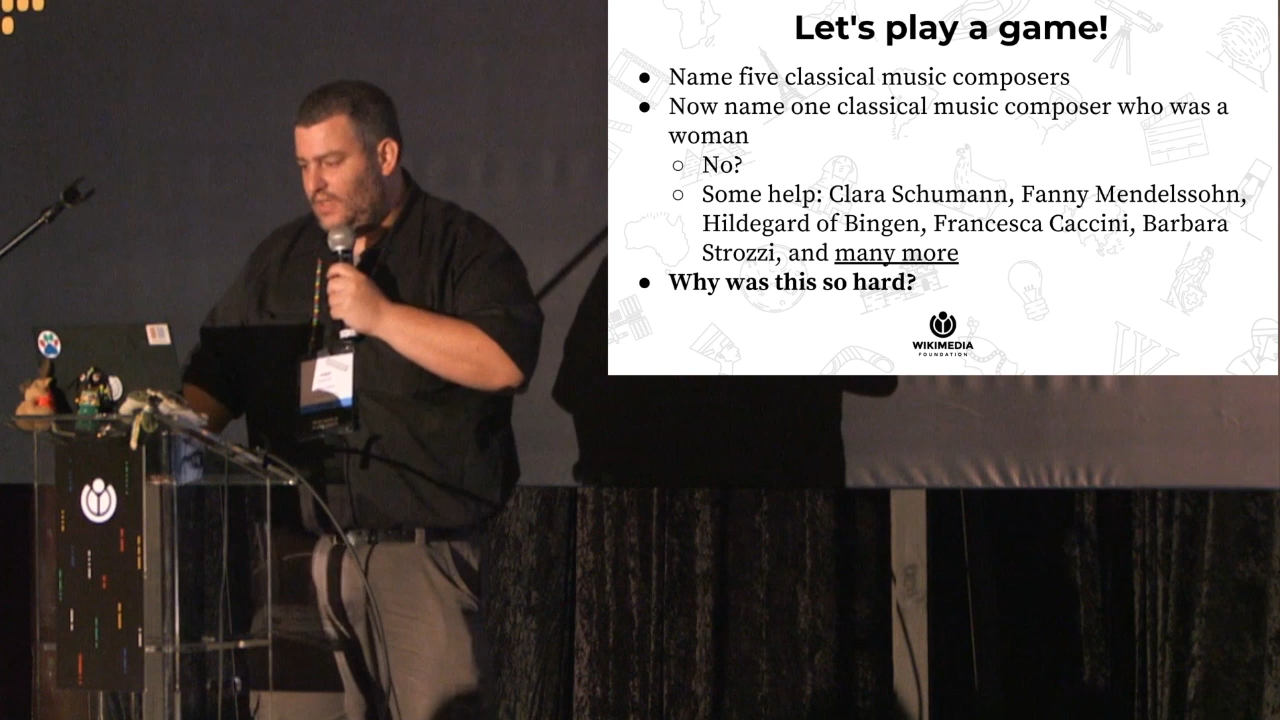 Let's play a game!
● Name five classical music composers
● Now name one classical music composer who was a
woman
○ No?
○ Some help: Clara Schumann, Fanny Mendelssohn,
Hildegard of Bingen, Francesca Caccini, Barbara
Strozzi, and many more
● Why was this so hard?
WIKIMEDIA
FOUNDATION